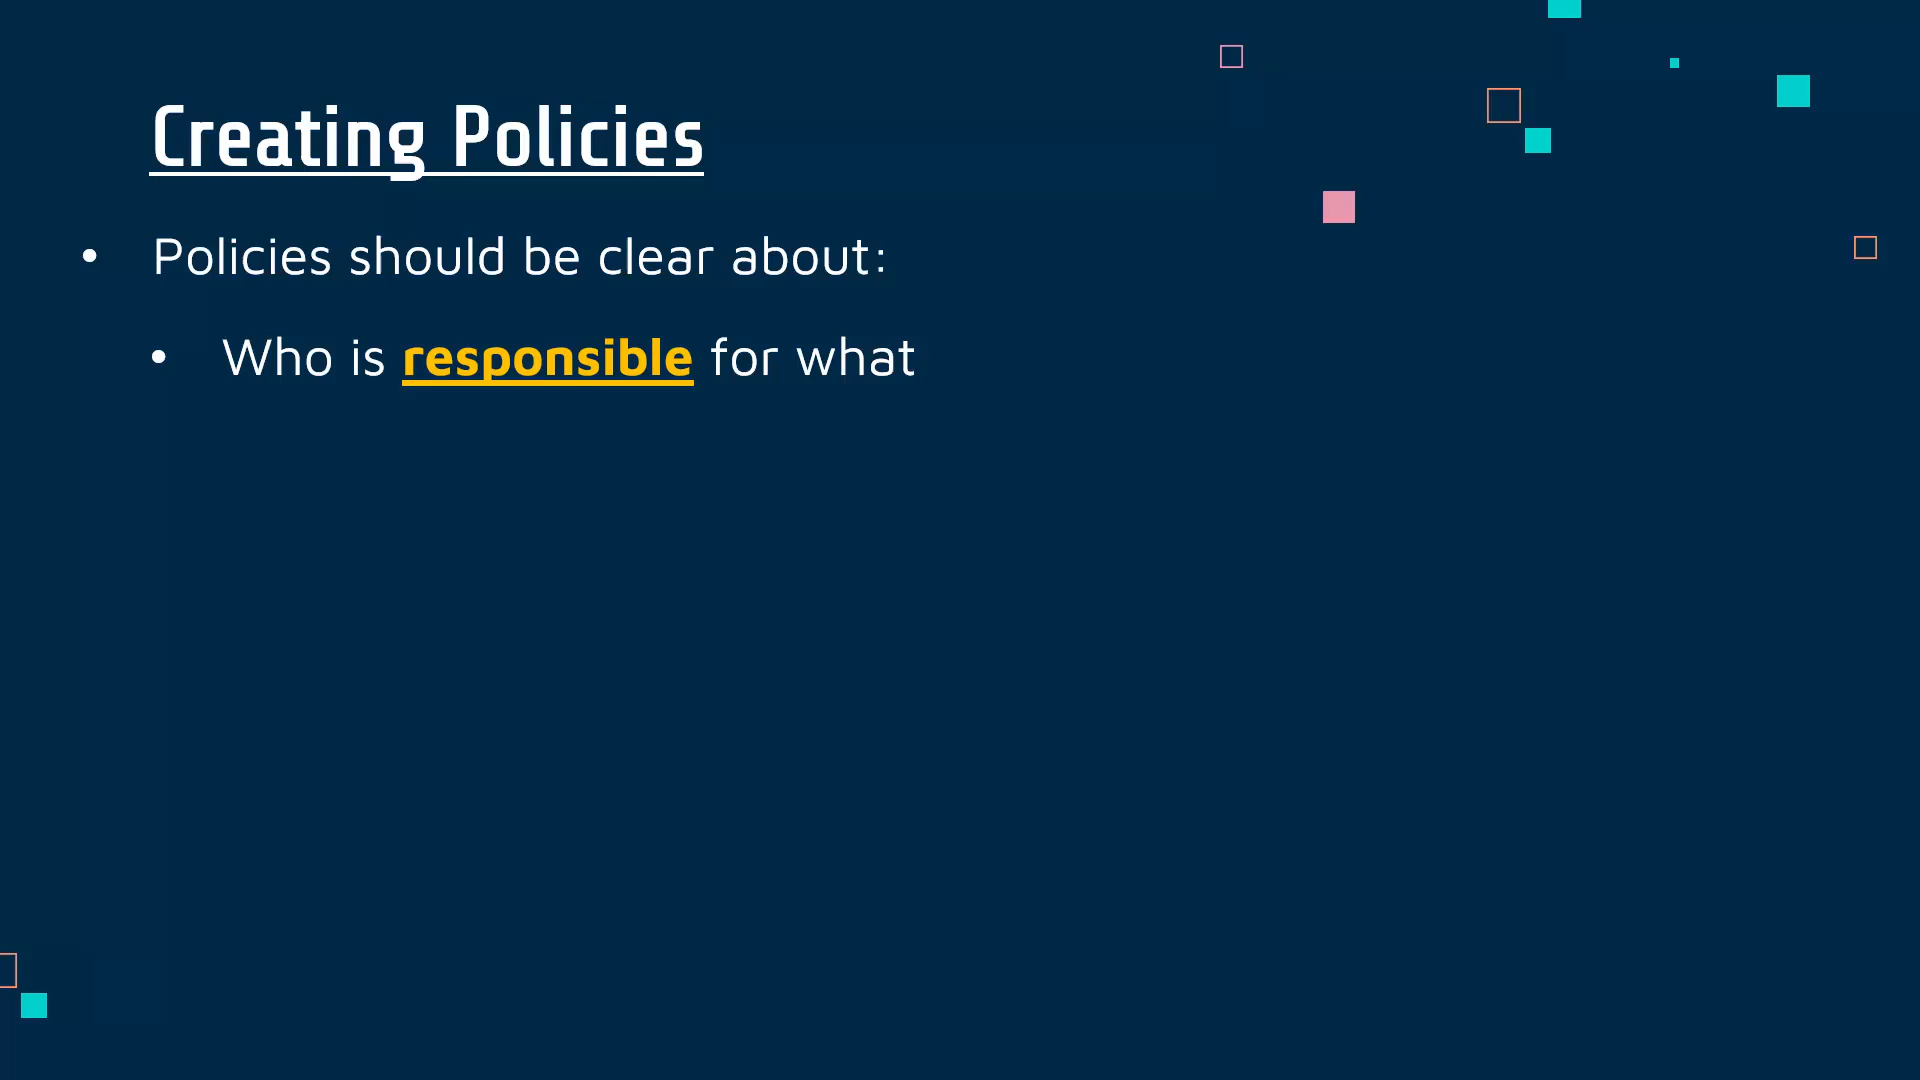 Creating Policies
• Policies should be clear about:
• Who is responsible for what